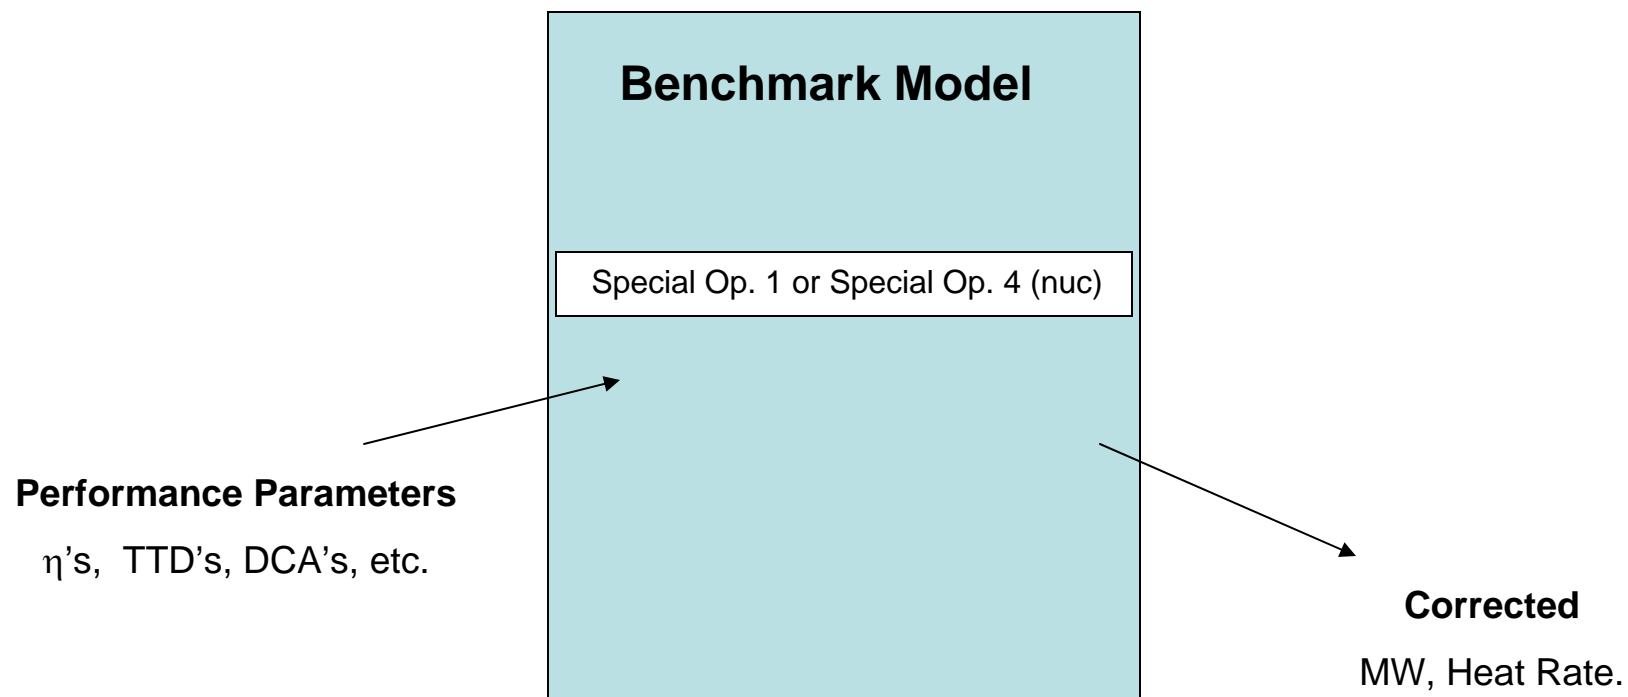 Benchmark Model
Special Op. 1 or Special Op. 4 (nuc)
Performance Parameters
η’s, TTD’s, DCA’s, etc.
Corrected
MW, Heat Rate.